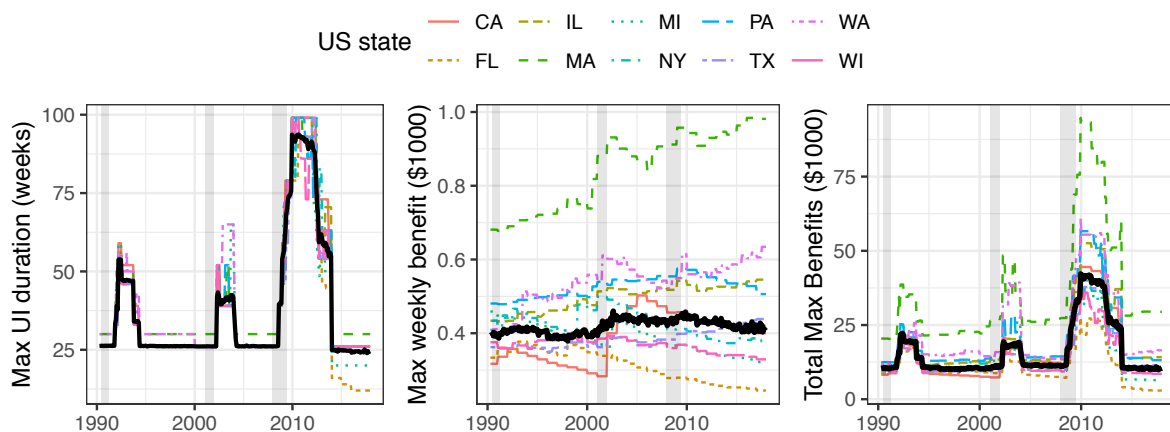 US state
CA IL MI PA WA
FL MA NY TX WI
Max UI duration (weeks)
100
75
50
25
1990 2000 2010
Max weekly benefit ($1000)
1.0
0.8
0.6
0.4
1990 2000 2010
Total Max Benefits ($1000)
75
50
25
0
1990 2000 2010